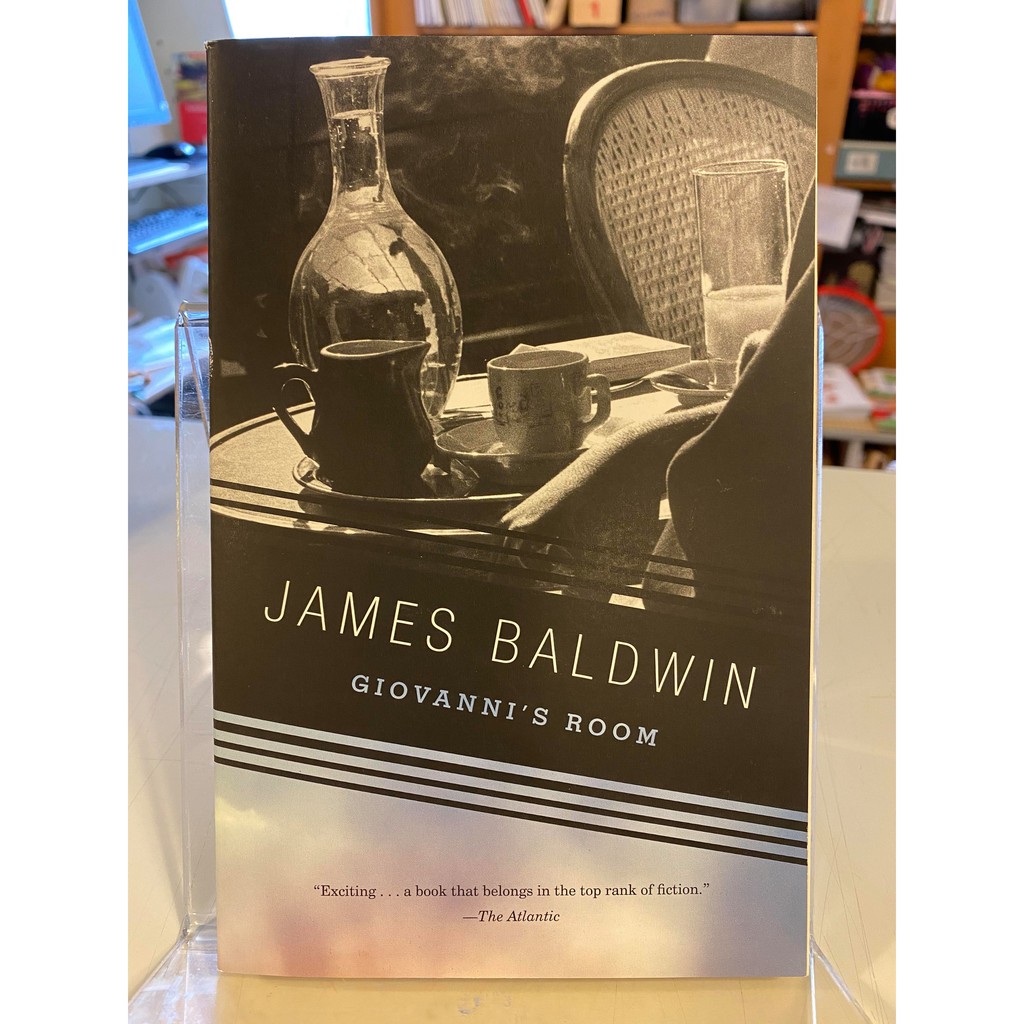 JAMES BALDWIN
GIOVANNI'S ROOM
“Exciting . . . a book that belongs in the top rank of fiction.”
—The Atlantic